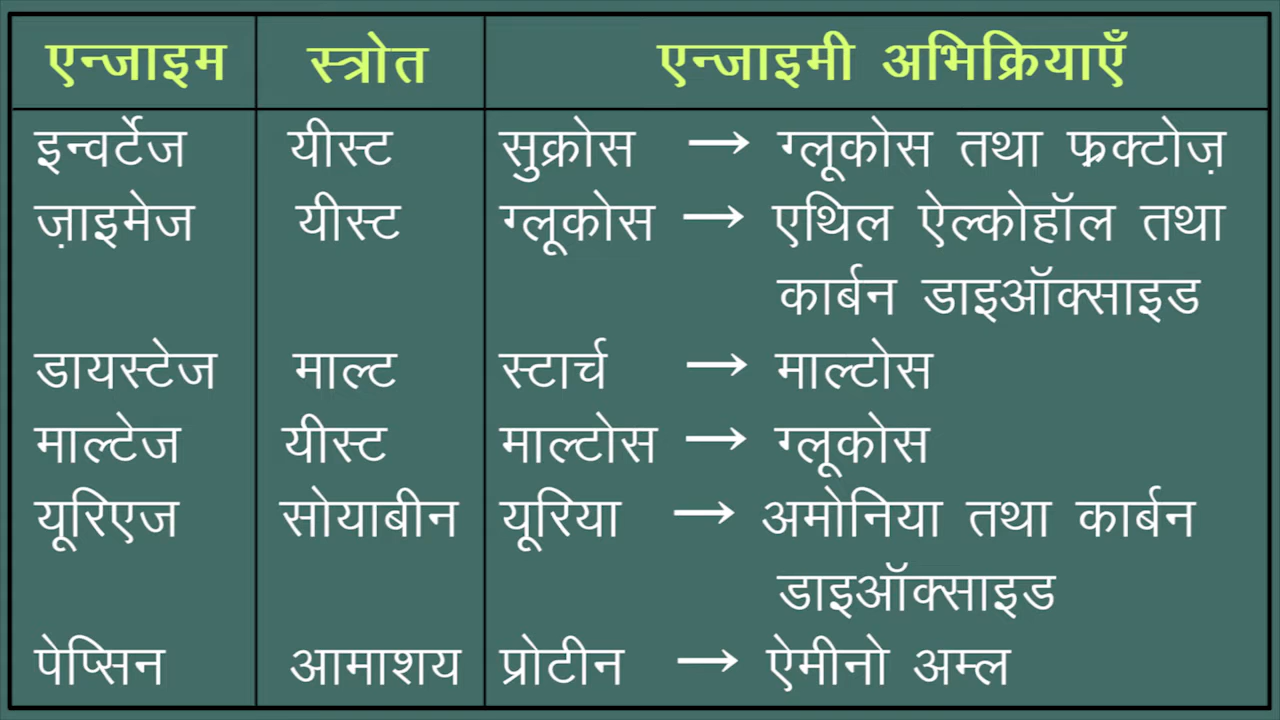 एन्जाइम स्त्रोत एन्जाइमी अभिक्रियाएँ
इन्वर्टेज यीस्ट सुक्रोस → ग्लूकोस तथा फ्रक्टोज़
ज़ाइमेज यीस्ट ग्लूकोस → एथिल ऐल्कोहॉल तथा
कार्बन डाइऑक्साइड
डायस्टेज माल्ट स्टार्च → माल्टोस
माल्टेज यीस्ट माल्टोस → ग्लूकोस
यूरिएज सोयाबीन यूरिया → अमोनिया तथा कार्बन
डाइऑक्साइड
पेप्सिन आमाशय प्रोटीन → ऐमीनो अम्ल